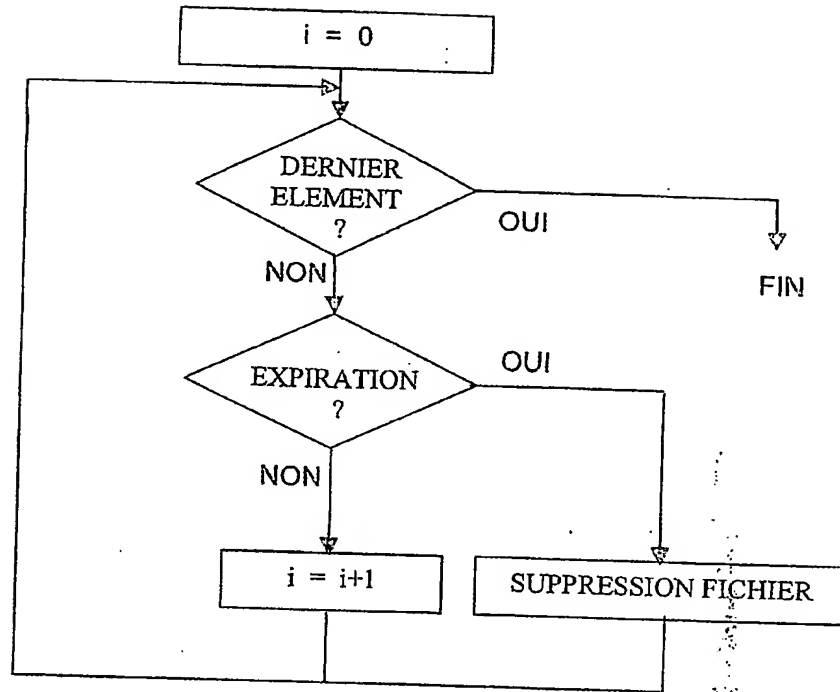 i = 0
DERNIER
ELEMENT
?
OUI
NON
FIN
EXPIRATION
?
OUI
NON
i = i+1
SUPPRESSION FICHIER